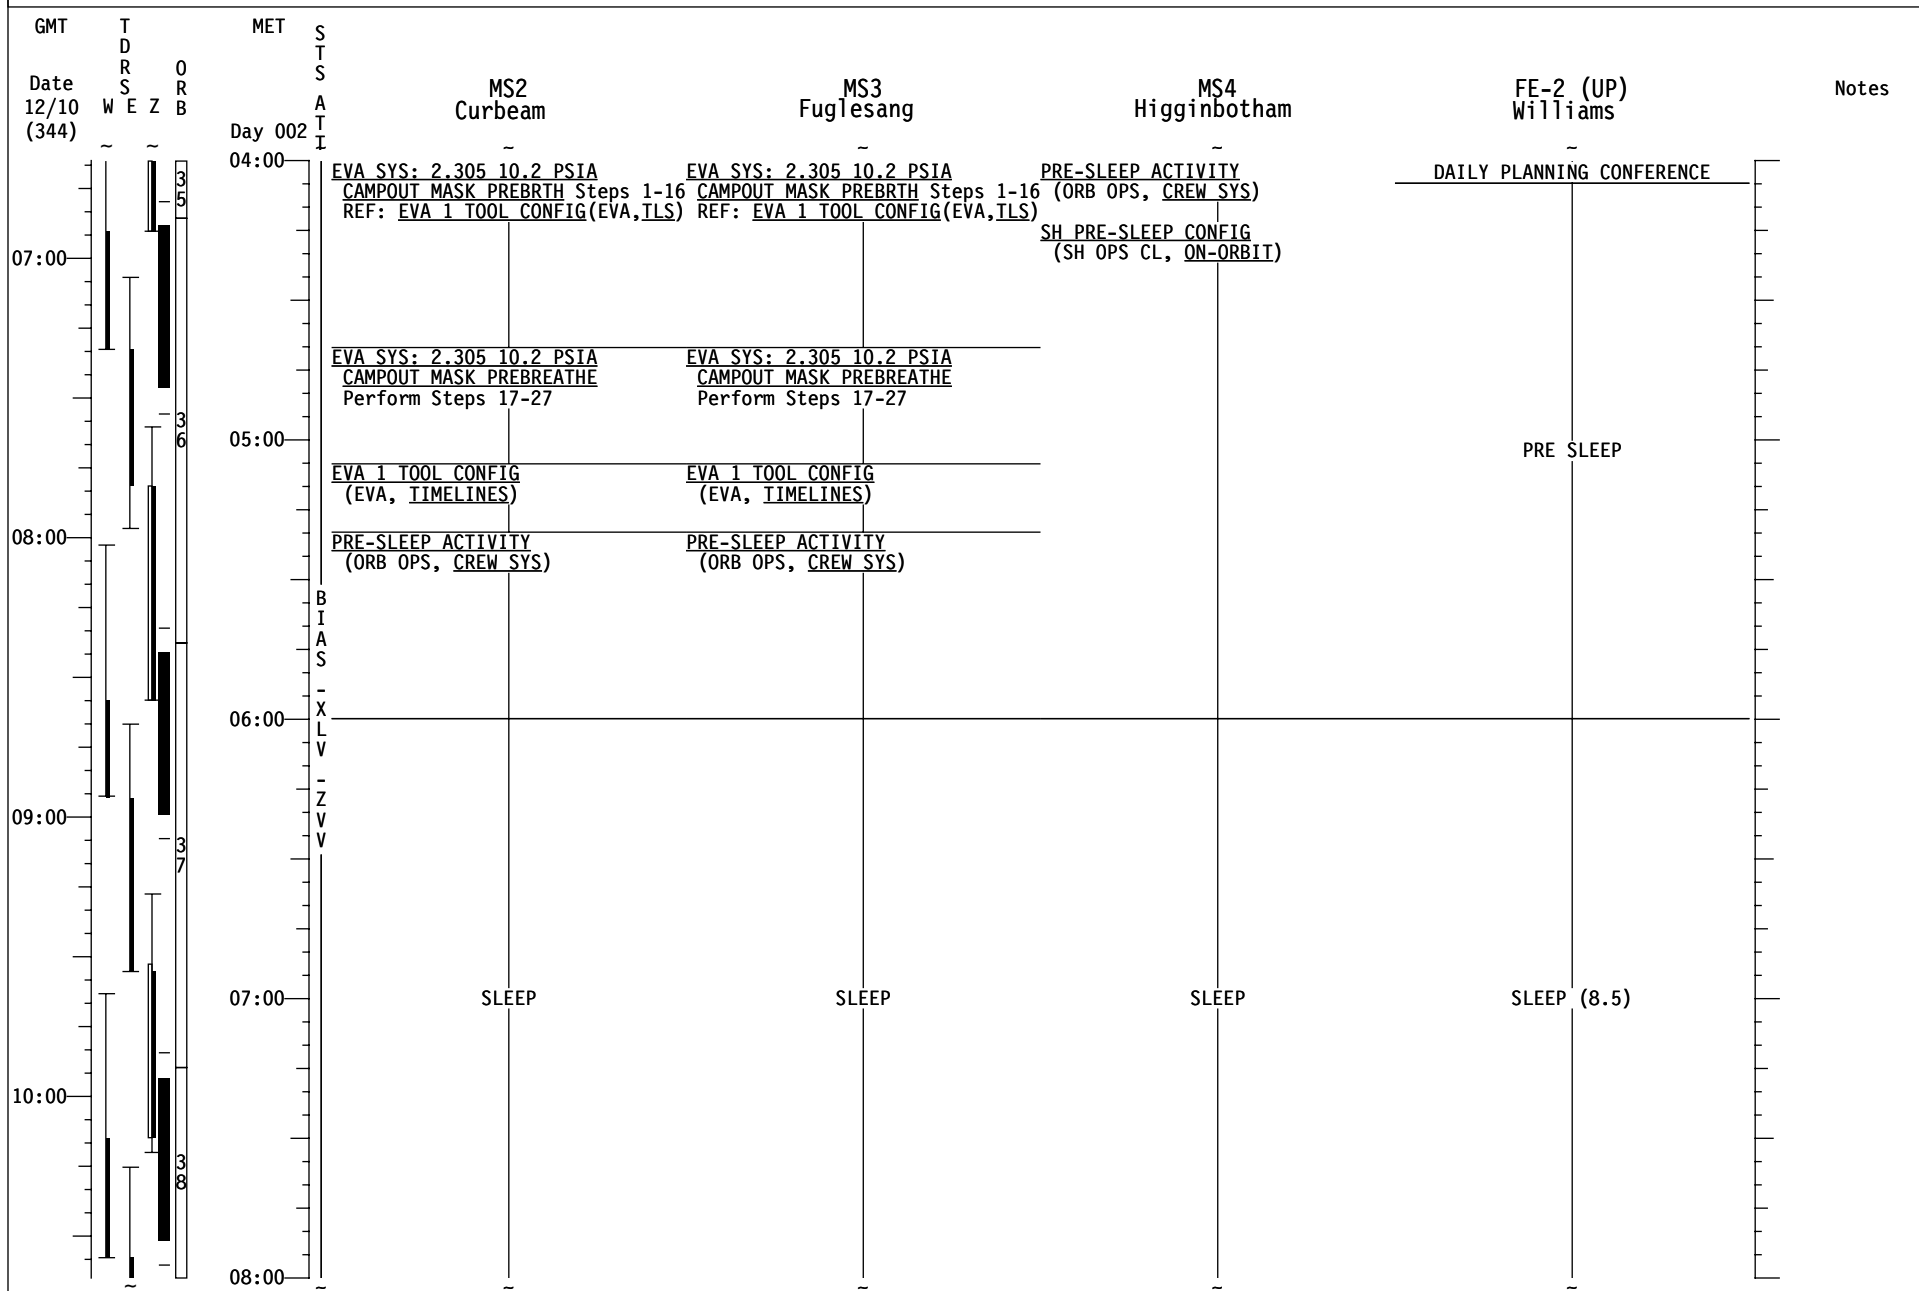 GMT
TDRS
MET
STS ATT
ORB
Date
12/10
(344)
W E Z
Day 002
MS2
Curbeam
MS3
Fuglesang
MS4
Higginbotham
FE-2 (UP)
Williams
Notes
~ ~ ~ ~ ~ ~ ~
04:00
EVA SYS: 2.305 10.2 PSIA
CAMPOUT MASK PREBRTH Steps 1-16
REF: EVA 1 TOOL CONFIG(EVA,TLS)
EVA SYS: 2.305 10.2 PSIA
CAMPOUT MASK PREBRTH Steps 1-16
REF: EVA 1 TOOL CONFIG(EVA,TLS)
PRE-SLEEP ACTIVITY
(ORB OPS, CREW SYS)
SH PRE-SLEEP CONFIG
(SH OPS CL, ON-ORBIT)
DAILY PLANNING CONFERENCE
35
07:00
EVA SYS: 2.305 10.2 PSIA
CAMPOUT MASK PREBREATHE
Perform Steps 17-27
EVA SYS: 2.305 10.2 PSIA
CAMPOUT MASK PREBREATHE
Perform Steps 17-27
36
05:00
PRE SLEEP
EVA 1 TOOL CONFIG
(EVA, TIMELINES)
EVA 1 TOOL CONFIG
(EVA, TIMELINES)
08:00
PRE-SLEEP ACTIVITY
(ORB OPS, CREW SYS)
PRE-SLEEP ACTIVITY
(ORB OPS, CREW SYS)
BIAS -XLV -ZVV
06:00
09:00
37
07:00
SLEEP
SLEEP
SLEEP
SLEEP (8.5)
10:00
38
08:00
~ ~ ~ ~ ~ ~